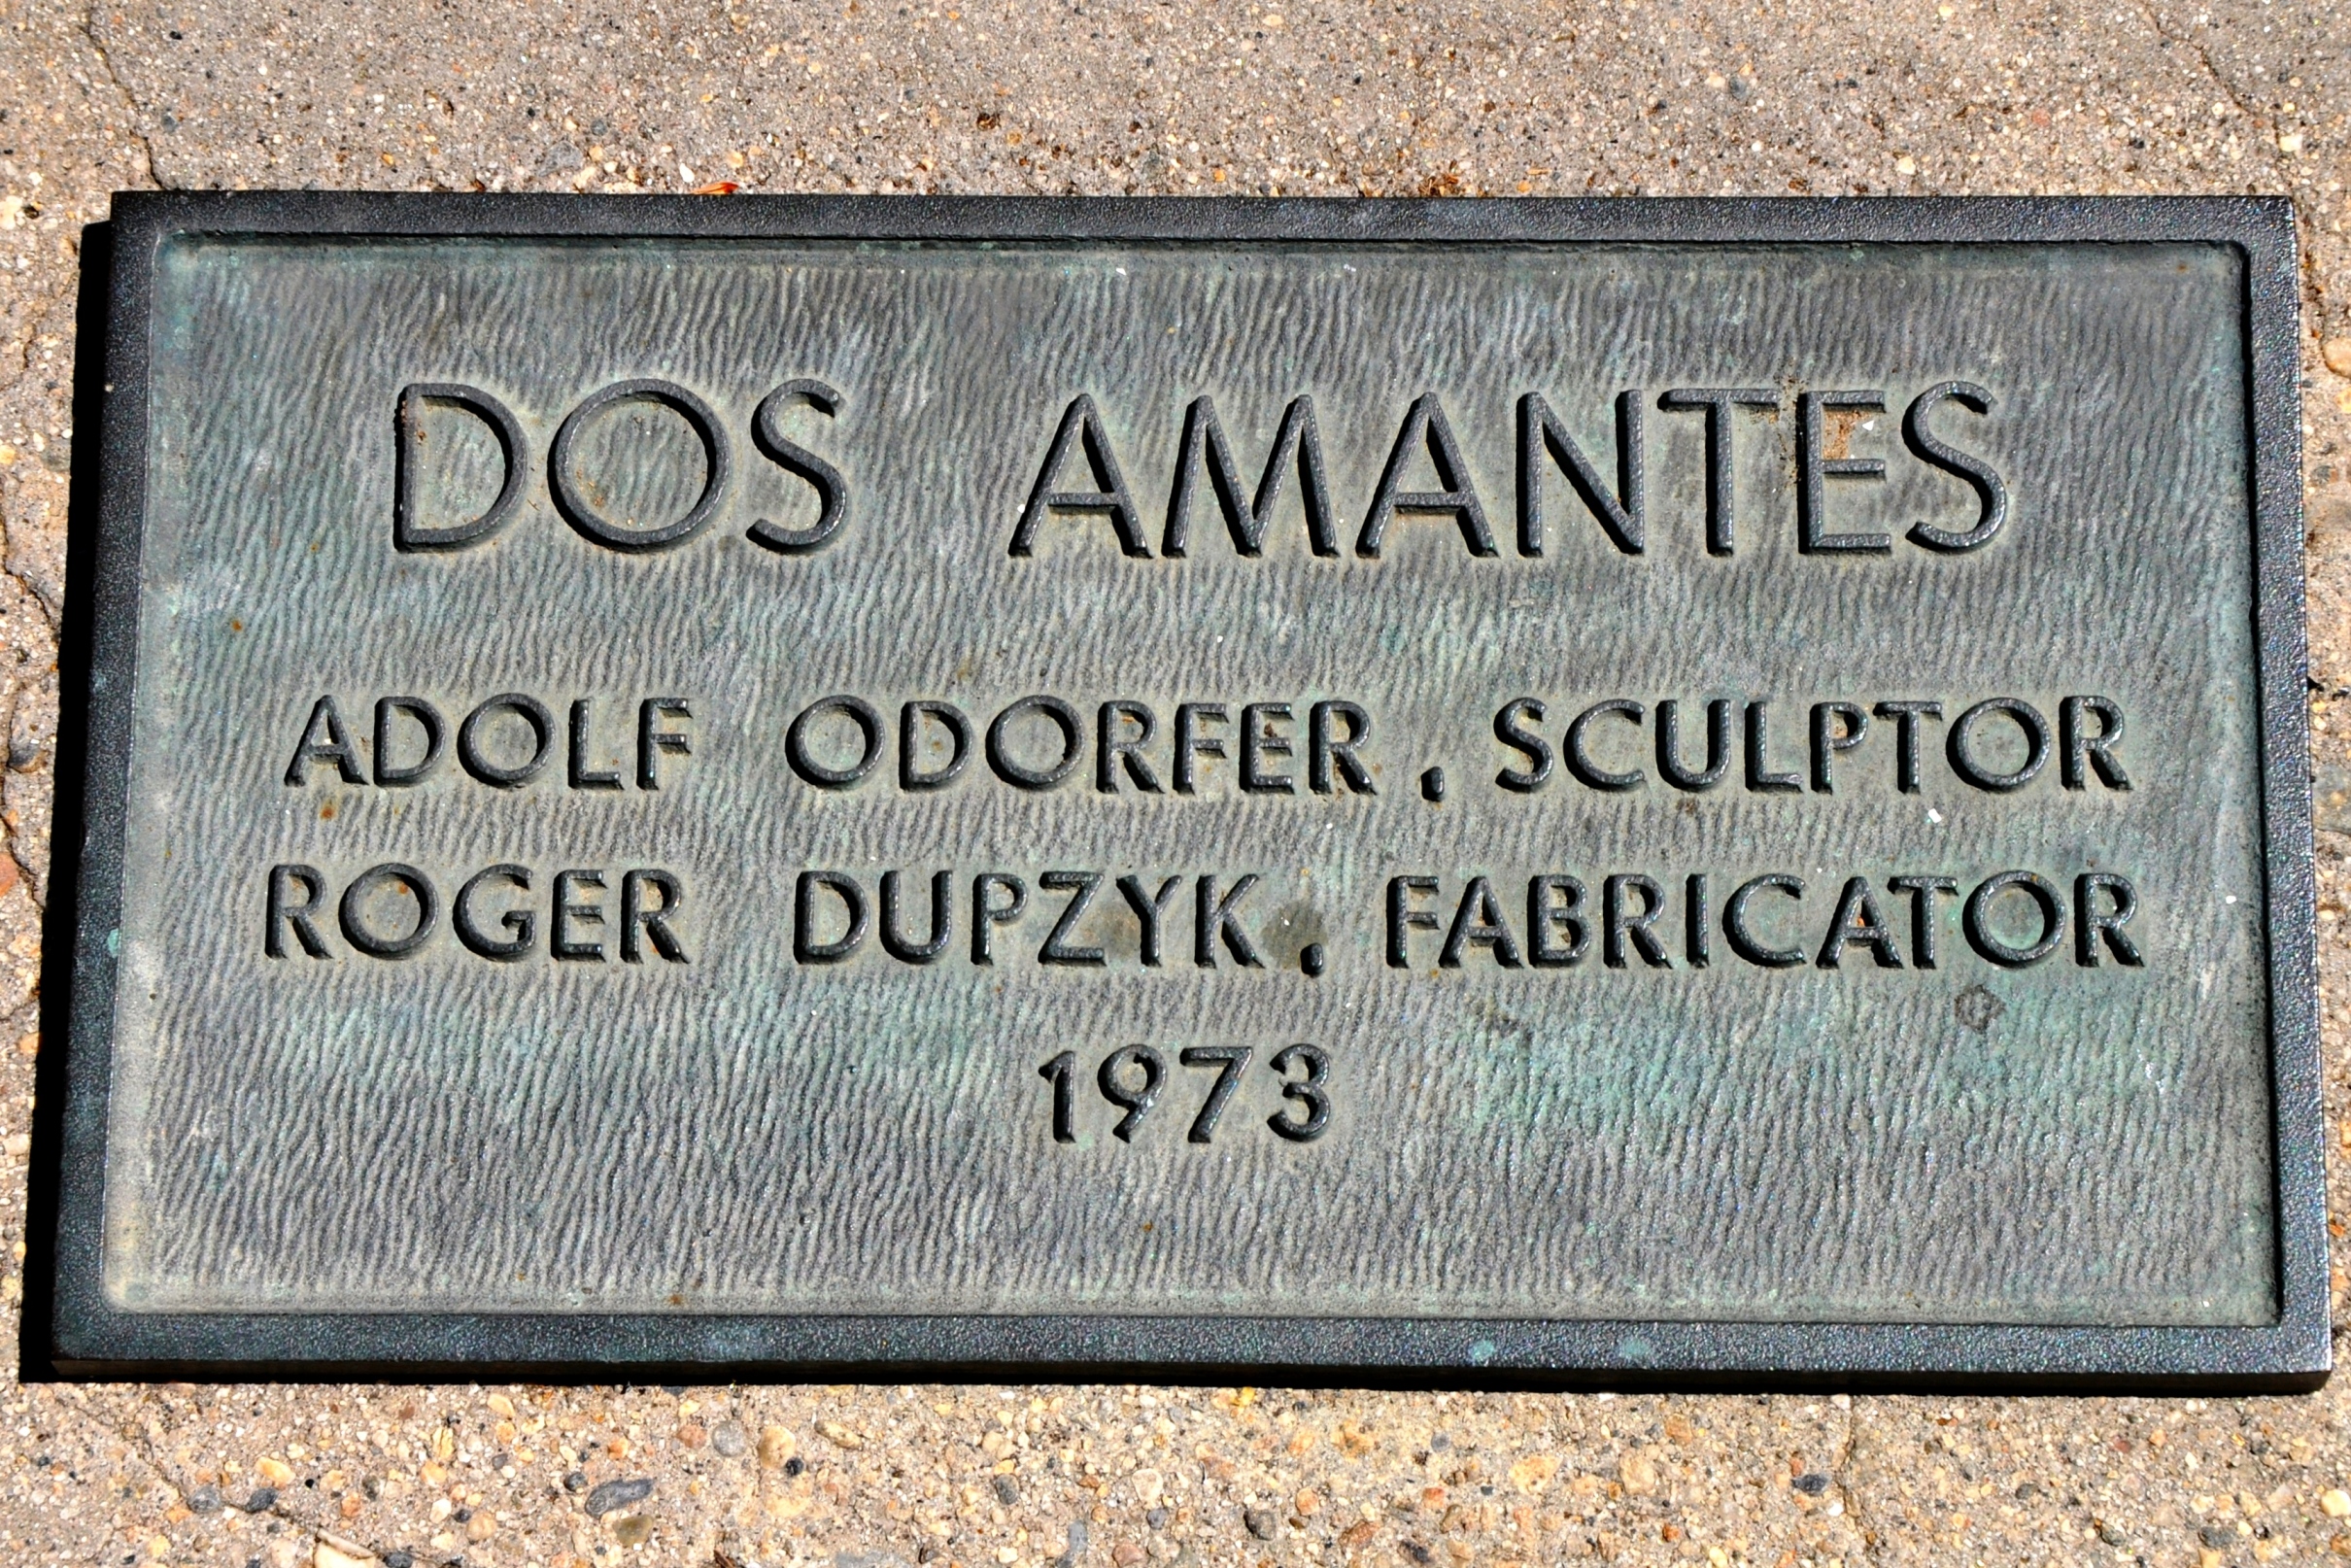 DOS AMANTES
ADOLF ODORFER, SCULPTOR
ROGER DUPZYK, FABRICATOR
1973